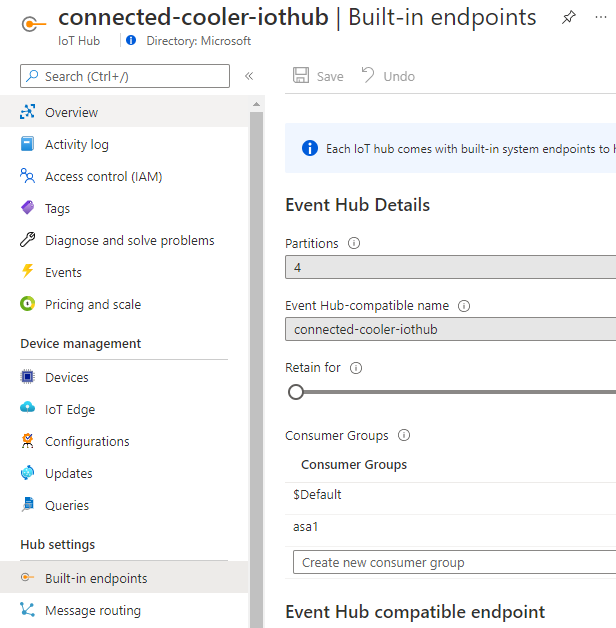 connected-cooler-iothub | Built-in endpoints
IoT Hub
Directory: Microsoft
Search (Ctrl+/)
Overview
Activity log
Access control (IAM)
Tags
Diagnose and solve problems
Events
Pricing and scale
Device management
Devices
IoT Edge
Configurations
Updates
Queries
Hub settings
Built-in endpoints
Message routing
Save
Undo
Each IoT hub comes with built-in system endpoints to h
Event Hub Details
Partitions
4
Event Hub-compatible name
connected-cooler-iothub
Retain for
Consumer Groups
Consumer Groups
$Default
asa1
Create new consumer group
Event Hub compatible endpoint